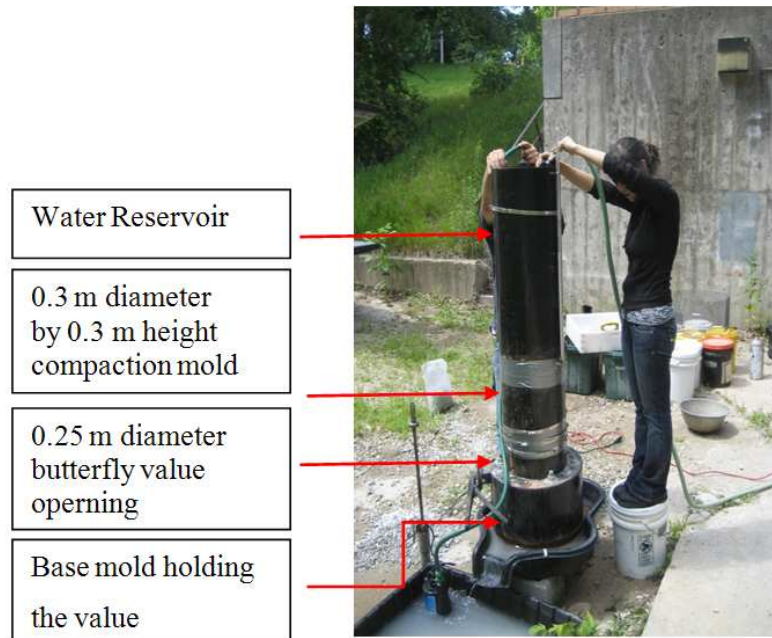 Water Reservoir
0.3 m diameter
by 0.3 m height
compaction mold
0.25 m diameter
butterfly value
operning
Base mold holding
the value